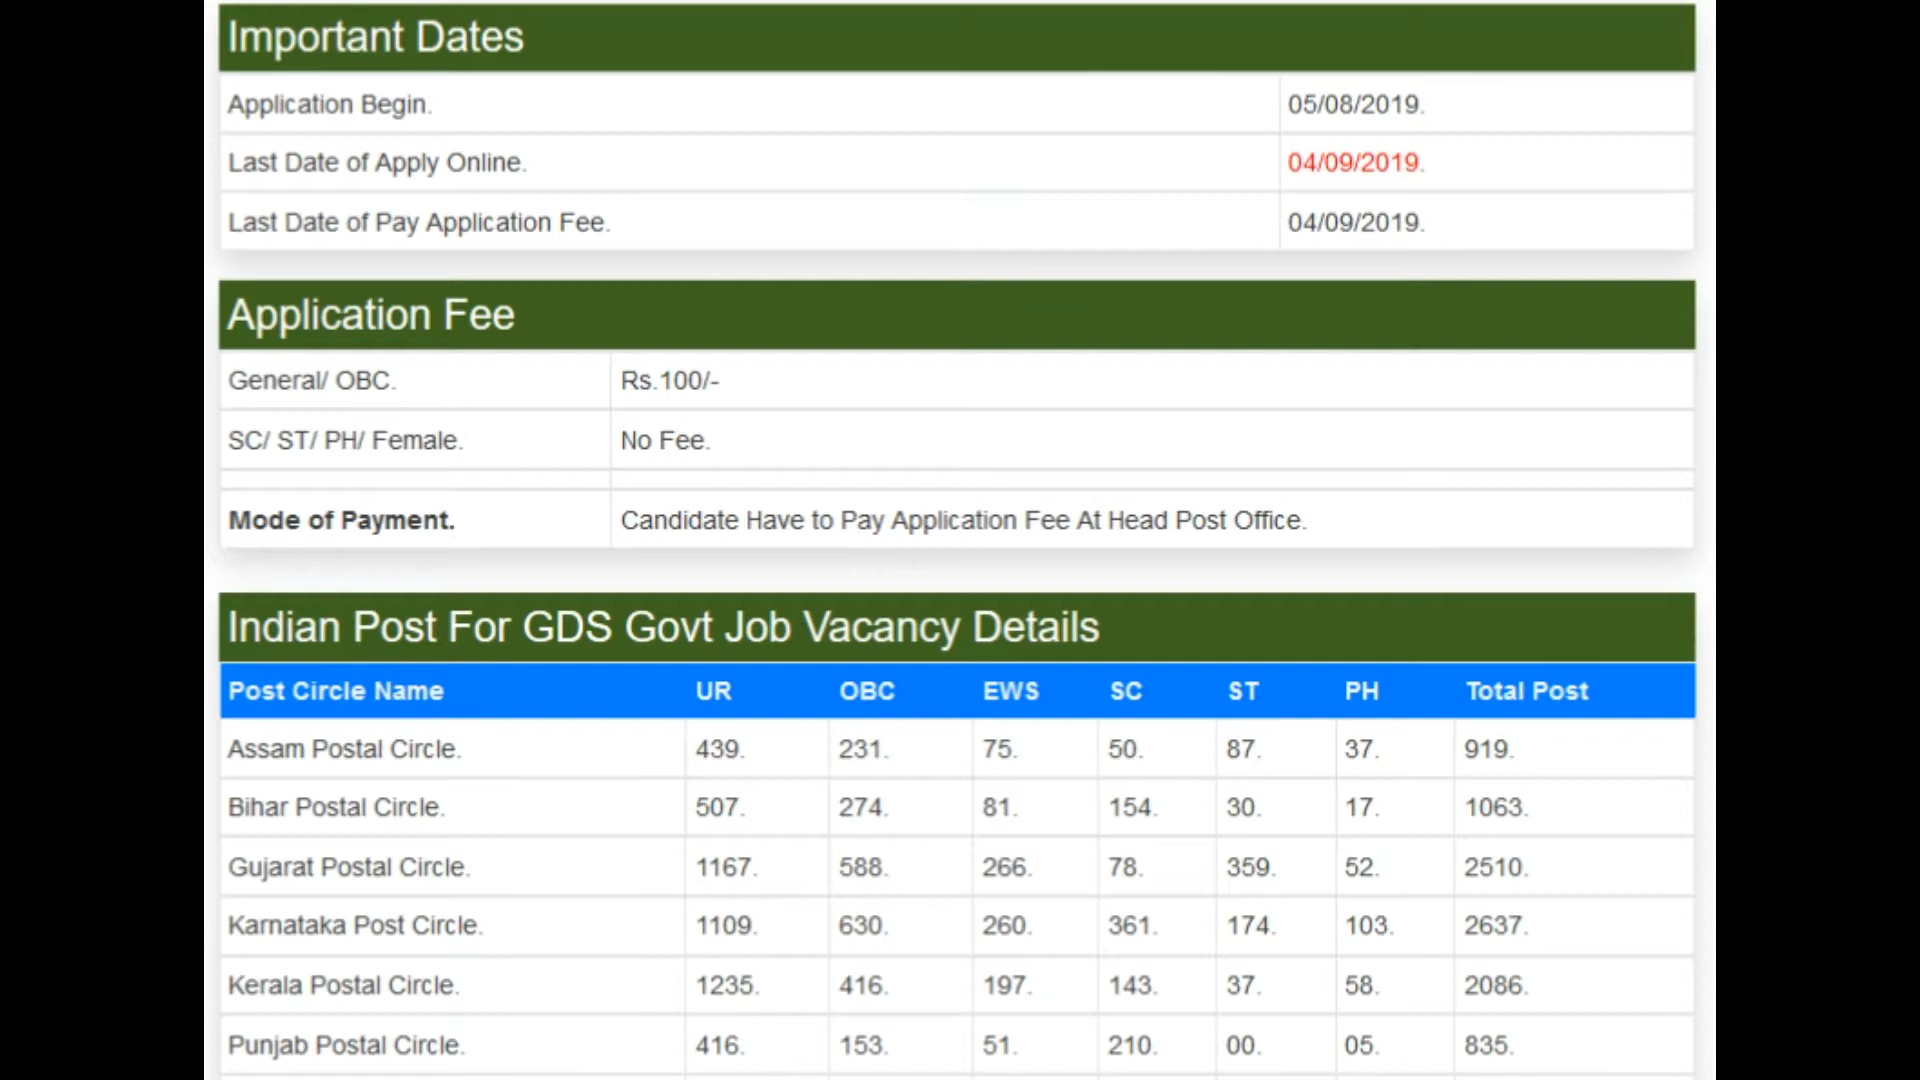 Important Dates
Application Begin. 05/08/2019.
Last Date of Apply Online. 04/09/2019.
Last Date of Pay Application Fee. 04/09/2019.
Application Fee
General/ OBC. Rs.100/-
SC/ ST/ PH/ Female. No Fee.
Mode of Payment. Candidate Have to Pay Application Fee At Head Post Office.
Indian Post For GDS Govt Job Vacancy Details
Post Circle Name UR OBC EWS SC ST PH Total Post
Assam Postal Circle. 439. 231. 75. 50. 87. 37. 919.
Bihar Postal Circle. 507. 274. 81. 154. 30. 17. 1063.
Gujarat Postal Circle. 1167. 588. 266. 78. 359. 52. 2510.
Karnataka Post Circle. 1109. 630. 260. 361. 174. 103. 2637.
Kerala Postal Circle. 1235. 416. 197. 143. 37. 58. 2086.
Punjab Postal Circle. 416. 153. 51. 210. 00. 05. 835.